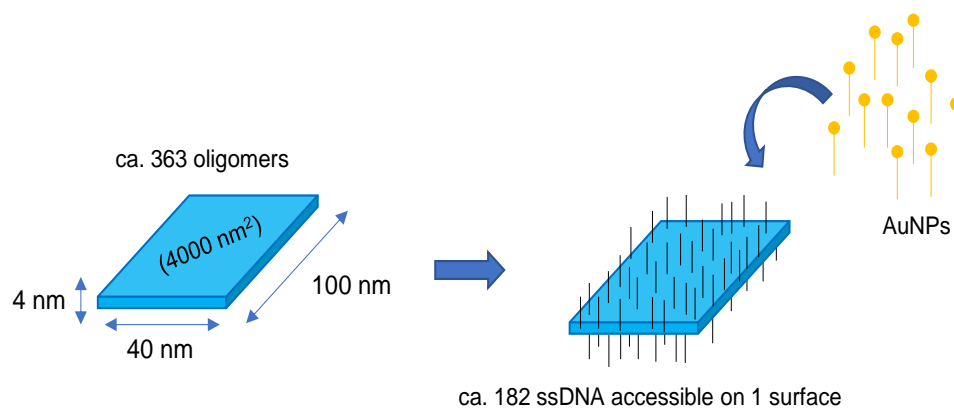 ca. 363 oligomers
(4000 nm²)
4 nm
40 nm
100 nm
AuNPs
ca. 182 ssDNA accessible on 1 surface